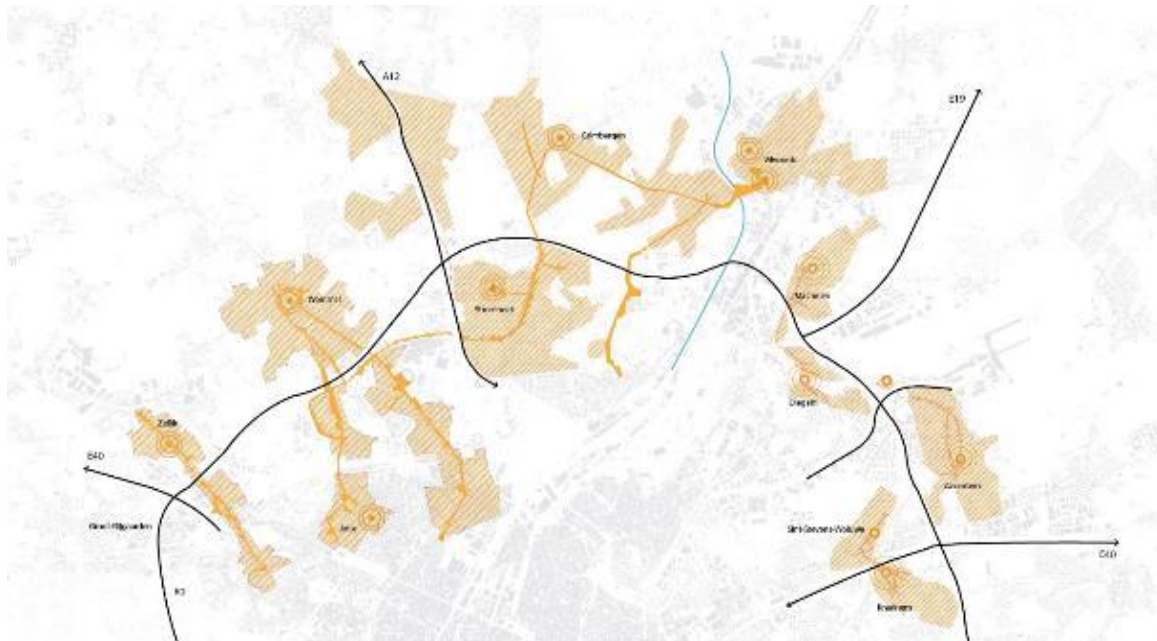 A12
E19
Grimbergen
Vilvoorde
Machelen
Wemmel
Strombeek
Diegem
Zellik
E40
Groot-Bijgaarden
Jette
Zaventem
Sint-Stevens-Woluwe
E40
Kraainem
R0